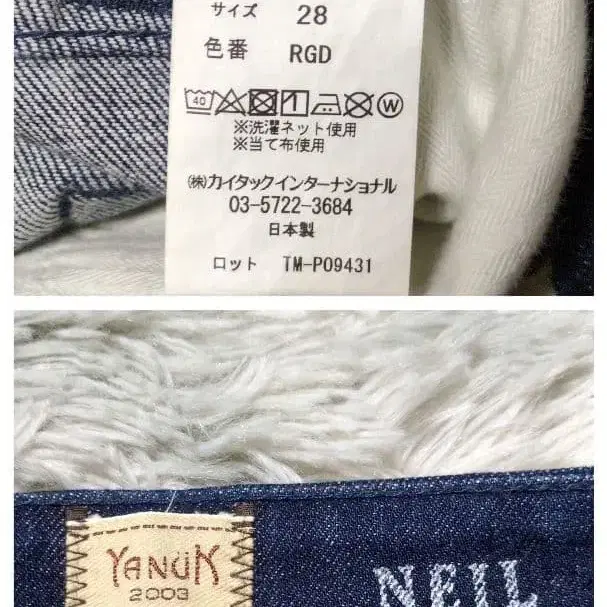 サイズ 28
色番 RGD
40 W
※洗濯ネット使用
※当て布使用
㈱カイタックインターナショナル
03-5722-3684
日本製
ロット TM-P09431
YANÜK
2003
NEIL